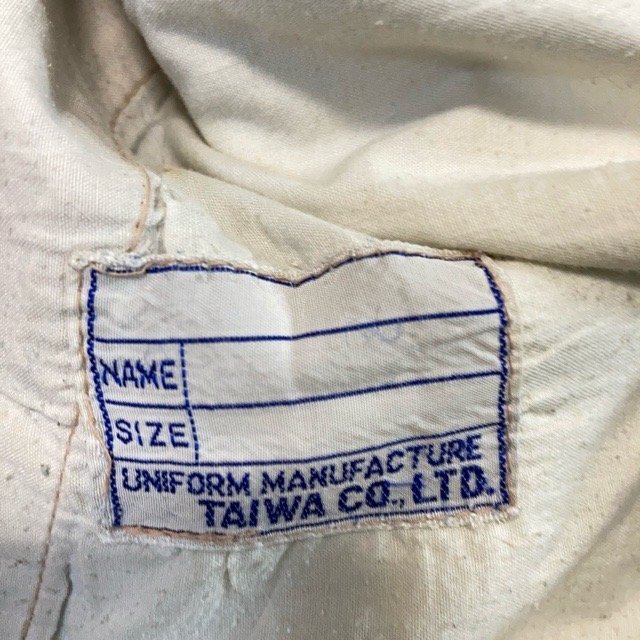 NAME
SIZE
UNIFORM MANUFACTURE
TAIWA CO., LTD.